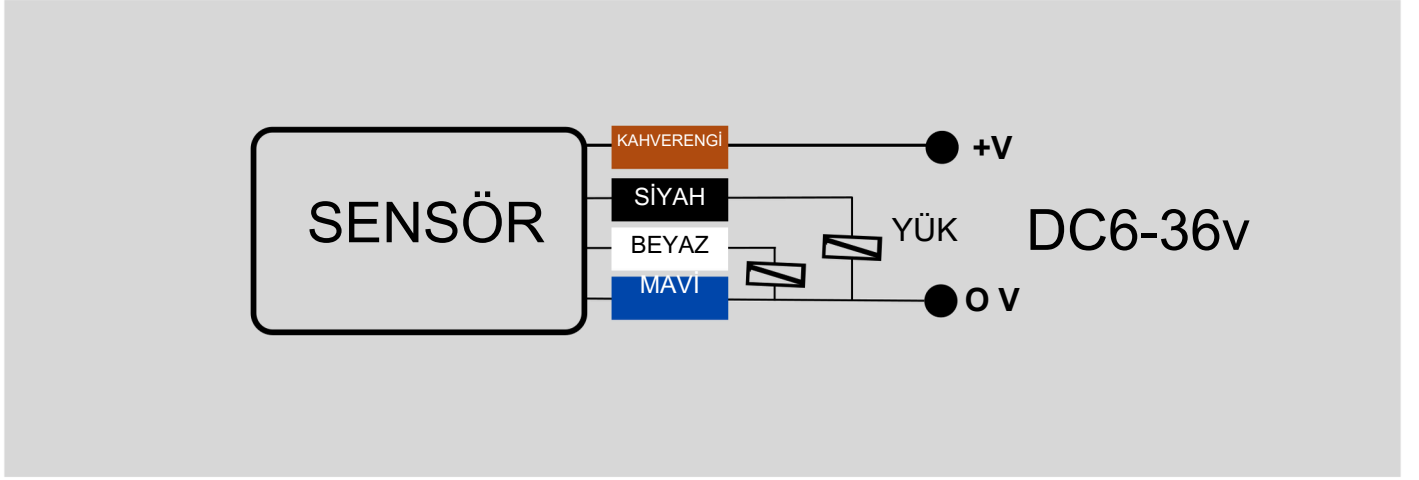 KAHVERENGİ
+V
SİYAH
SENSÖR
YÜK
DC6-36v
BEYAZ
MAVİ
O V